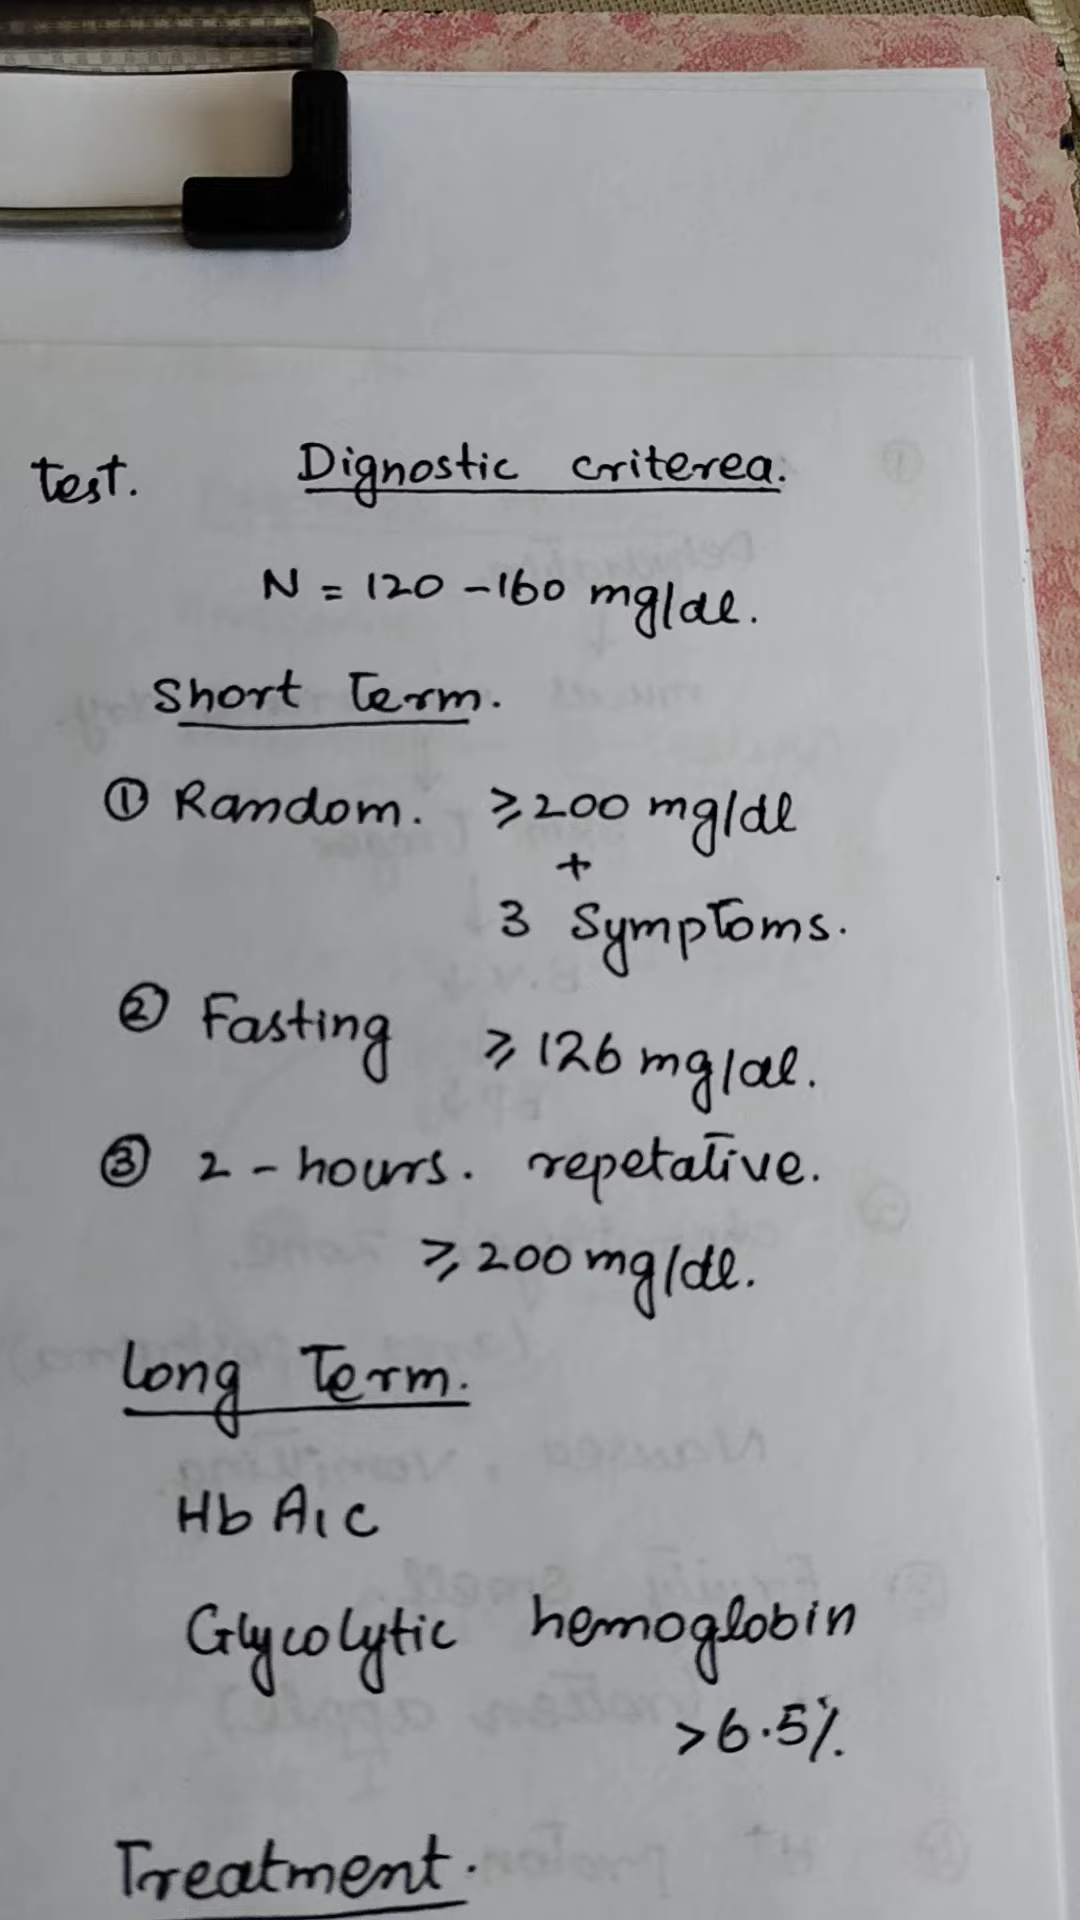 test. Dignostic criterea.
N = 120 - 160 mg/dl.
Short Term.
① Random. ≥200 mg/dl
+
3 Symptoms.
② Fasting ≥ 126 mg/dl.
③ 2 - hours. repetative.
≥ 200 mg/dl.
Long Term.
Hb A1C
Glycolytic hemoglobin
>6.5%.
Treatment.